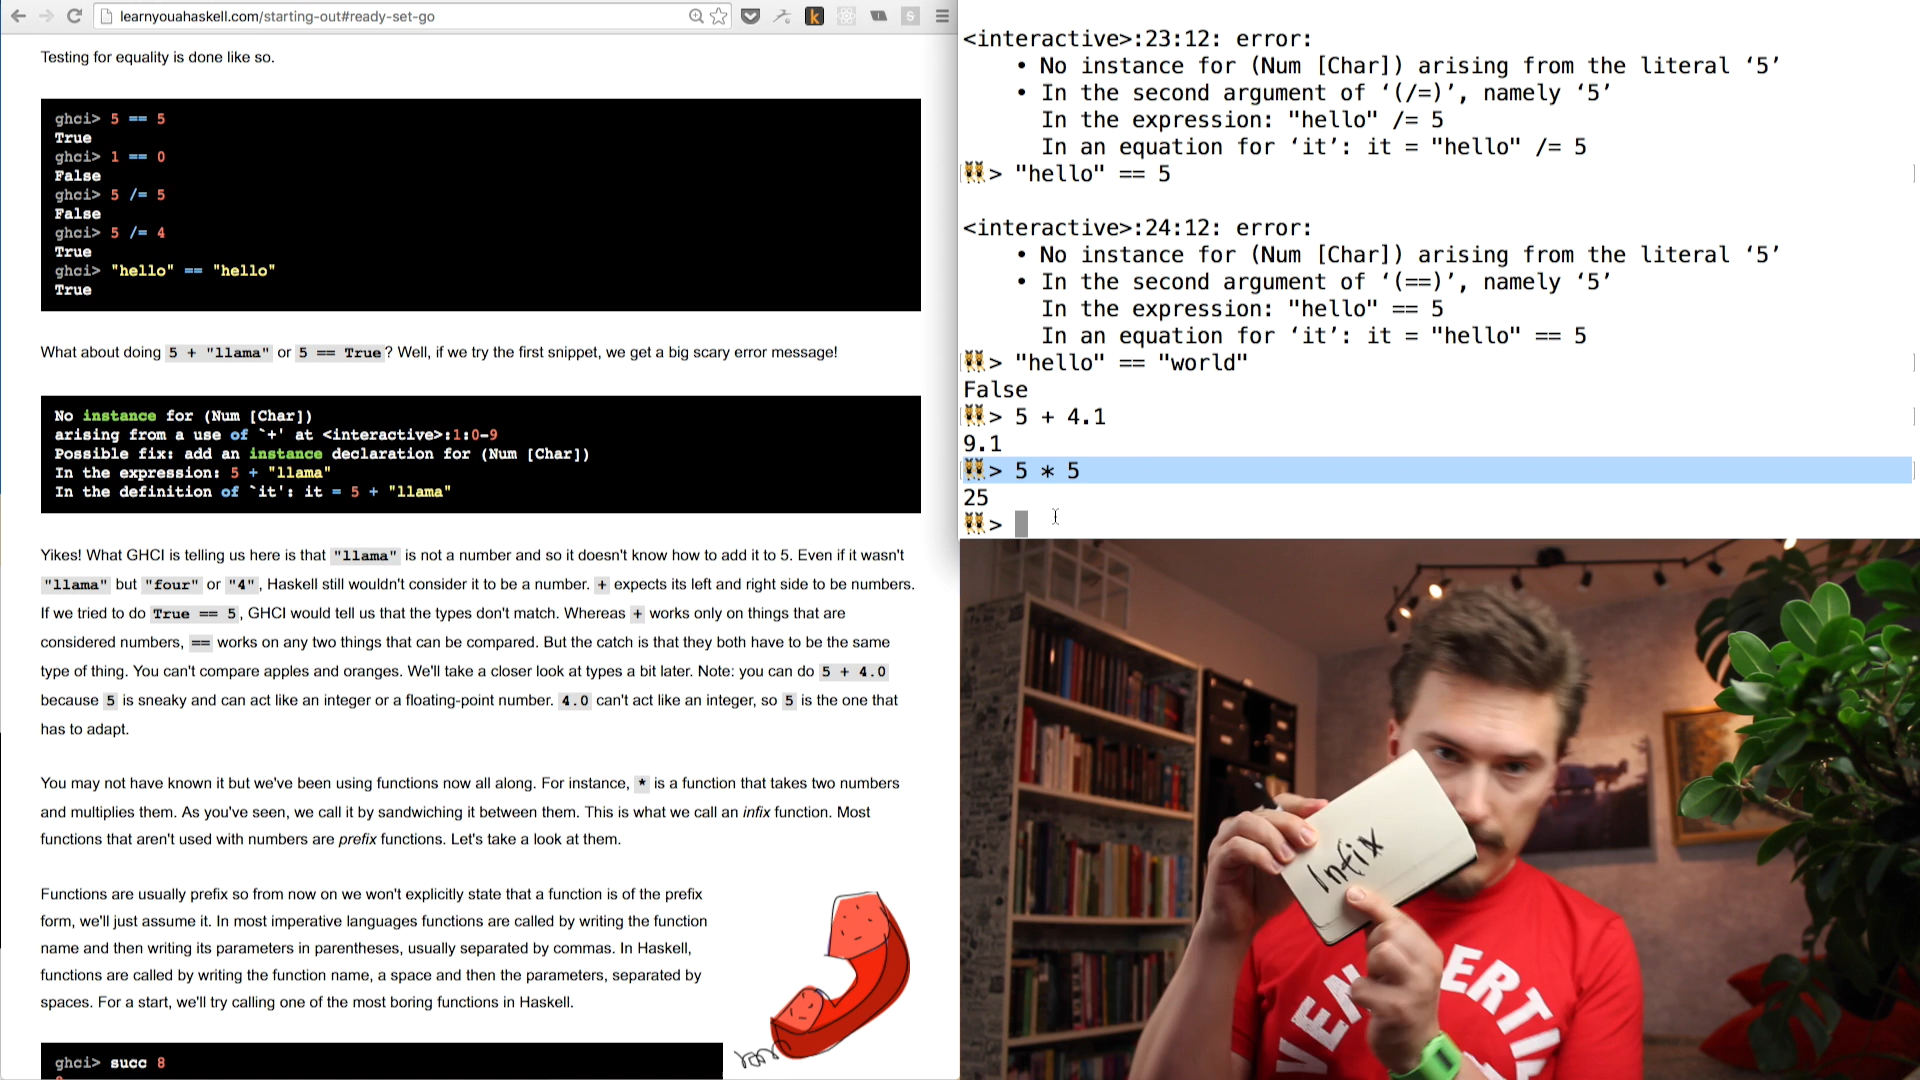 learnyouahaskell.com/starting-out#ready-set-go
Testing for equality is done like so.
ghci> 5 == 5
True
ghci> 1 == 0
False
ghci> 5 /= 5
False
ghci> 5 /= 4
True
ghci> "hello" == "hello"
True
What about doing 5 + "llama" or 5 == True? Well, if we try the first snippet, we get a big scary error message!
No instance for (Num [Char])
arising from a use of `+' at <interactive>:1:0-9
Possible fix: add an instance declaration for (Num [Char])
In the expression: 5 + "llama"
In the definition of `it': it = 5 + "llama"
Yikes! What GHCI is telling us here is that "llama" is not a number and so it doesn't know how to add it to 5. Even if it wasn't
"llama" but "four" or "4", Haskell still wouldn't consider it to be a number. + expects its left and right side to be numbers.
If we tried to do True == 5, GHCI would tell us that the types don't match. Whereas + works only on things that are
considered numbers, == works on any two things that can be compared. But the catch is that they both have to be the same
type of thing. You can't compare apples and oranges. We'll take a closer look at types a bit later. Note: you can do 5 + 4.0
because 5 is sneaky and can act like an integer or a floating-point number. 4.0 can't act like an integer, so 5 is the one that
has to adapt.
You may not have known it but we've been using functions now all along. For instance, * is a function that takes two numbers
and multiplies them. As you've seen, we call it by sandwiching it between them. This is what we call an infix function. Most
functions that aren't used with numbers are prefix functions. Let's take a look at them.
Functions are usually prefix so from now on we won't explicitly state that a function is of the prefix
form, we'll just assume it. In most imperative languages functions are called by writing the function
name and then writing its parameters in parentheses, usually separated by commas. In Haskell,
functions are called by writing the function name, a space and then the parameters, separated by
spaces. For a start, we'll try calling one of the most boring functions in Haskell.
ghci> succ 8
<interactive>:23:12: error:
• No instance for (Num [Char]) arising from the literal ‘5’
• In the second argument of ‘(/=)’, namely ‘5’
In the expression: "hello" /= 5
In an equation for ‘it’: it = "hello" /= 5
> "hello" == 5
<interactive>:24:12: error:
• No instance for (Num [Char]) arising from the literal ‘5’
• In the second argument of ‘(==)’, namely ‘5’
In the expression: "hello" == 5
In an equation for ‘it’: it = "hello" == 5
> "hello" == "world"
False
> 5 + 4.1
9.1
> 5 * 5
25
>
Infix